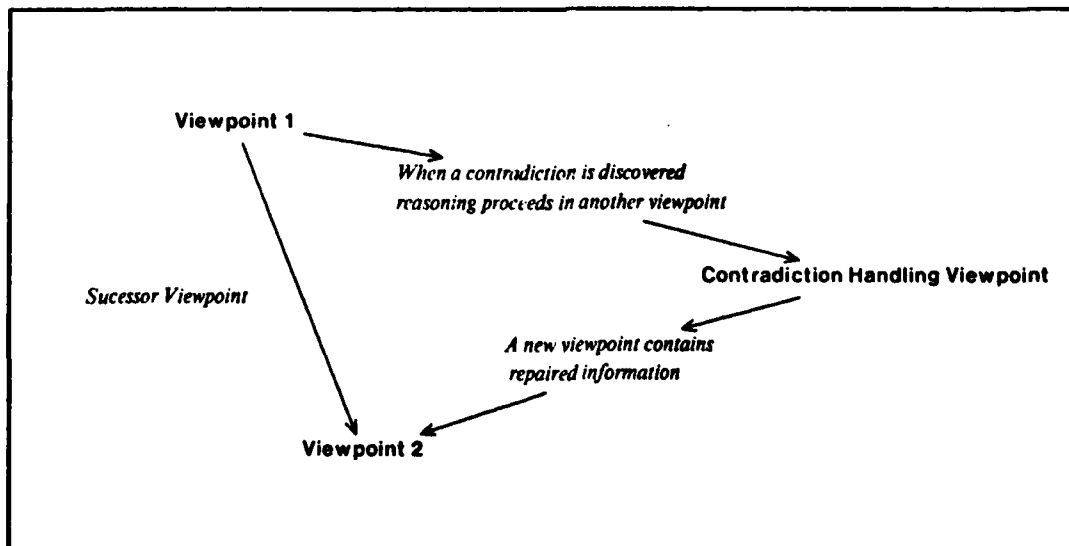 Viewpoint 1
When a contradiction is discovered
reasoning proceeds in another viewpoint
Contradiction Handling Viewpoint
Sucessor Viewpoint
A new viewpoint contains
repaired information
Viewpoint 2